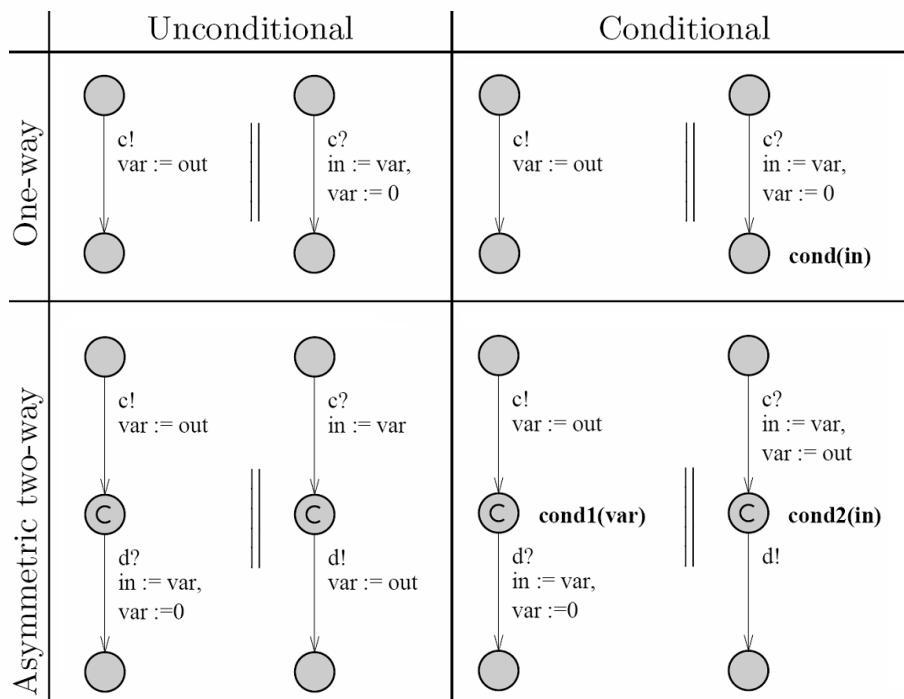 Unconditional
Conditional
One-way
c!
var := out
c?
in := var,
var := 0
c!
var := out
c?
in := var,
var := 0
cond(in)
Asymmetric two-way
c!
var := out
C
d?
in := var,
var :=0
c?
in := var
C
d!
var := out
c!
var := out
C
cond1(var)
d?
in := var,
var :=0
c?
in := var,
var := out
C
cond2(in)
d!